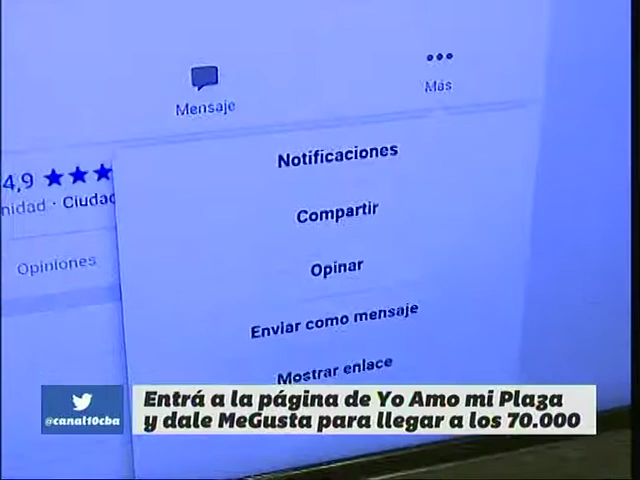 Mensaje
Más
4,9
nidad · Ciudad
Opiniones
Notificaciones
Compartir
Opinar
Enviar como mensaje
Mostrar enlace
@canal10cba
Entrá a la página de Yo Amo mi Plaza
y dale MeGusta para llegar a los 70.000